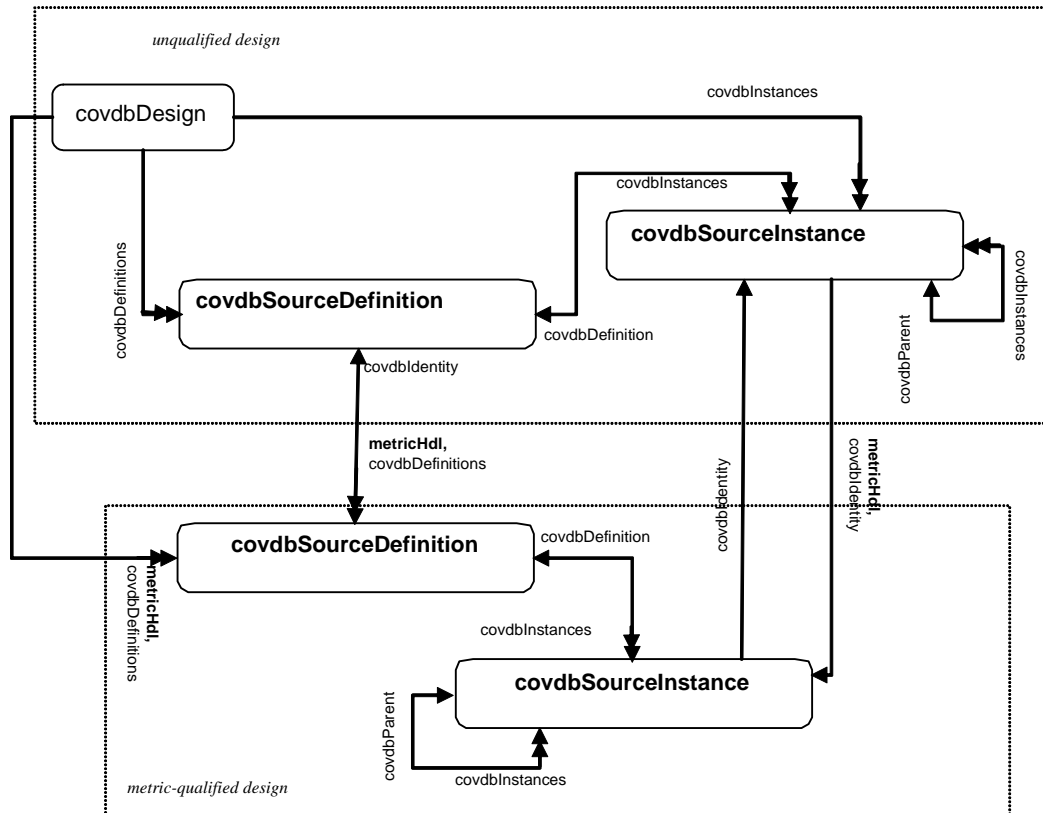 unqualified design
covdbDesign
covdbInstances
covdbInstances
covdbSourceInstance
covdbInstances
covdbParent
covdbDefinitions
covdbSourceDefinition
covdbDefinition
covdbIdentity
metricHdl,
covdbDefinitions
covdbIdentity
metricHdl,
covdbIdentity
covdbSourceDefinition
covdbDefinition
metricHdl,
covdbDefinitions
covdbInstances
covdbSourceInstance
covdbParent
covdbInstances
metric-qualified design